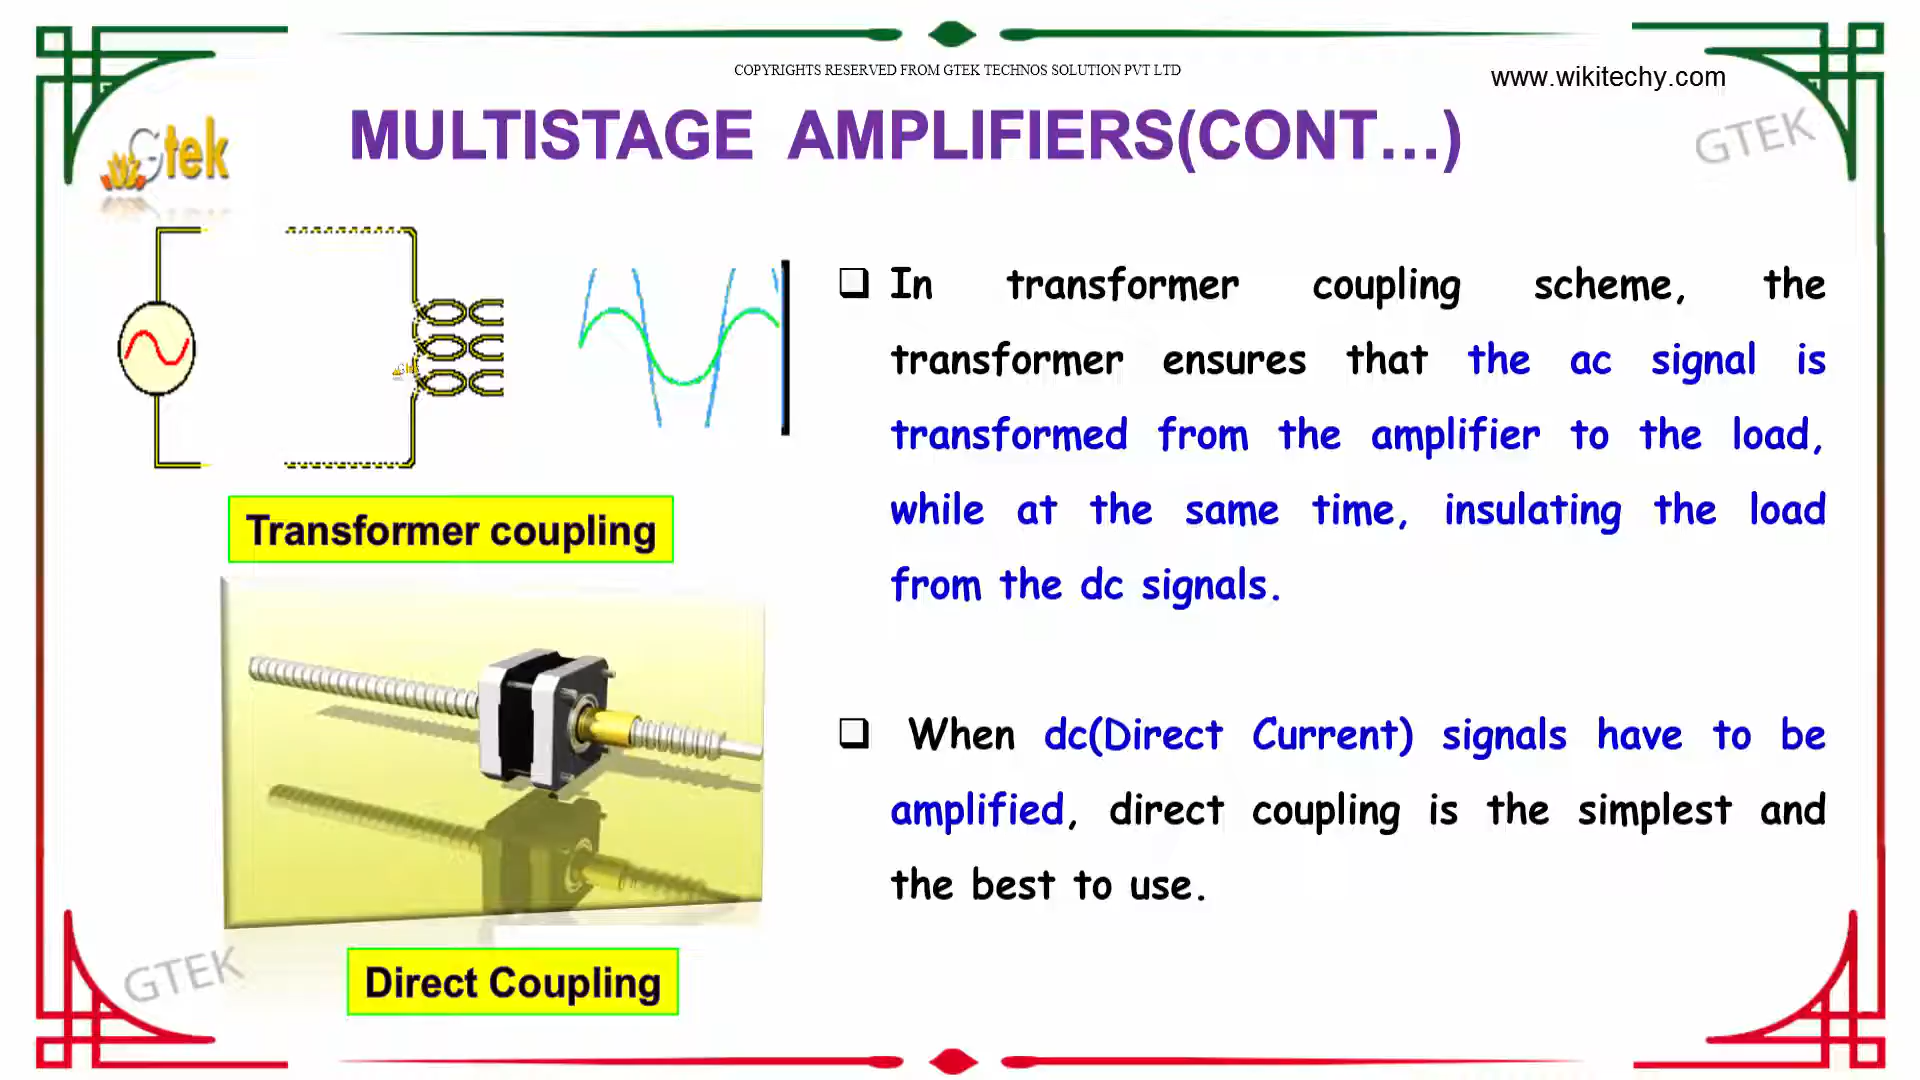 COPYRIGHTS RESERVED FROM GTEK TECHNOS SOLUTION PVT LTD
www.wikitechy.com
MULTISTAGE AMPLIFIERS(CONT...)
Gtek
GTEK
❑ In transformer coupling scheme, the
transformer ensures that the ac signal is
transformed from the amplifier to the load,
while at the same time, insulating the load
from the dc signals.
Transformer coupling
❑ When dc(Direct Current) signals have to be
amplified, direct coupling is the simplest and
the best to use.
Direct Coupling
GTEK